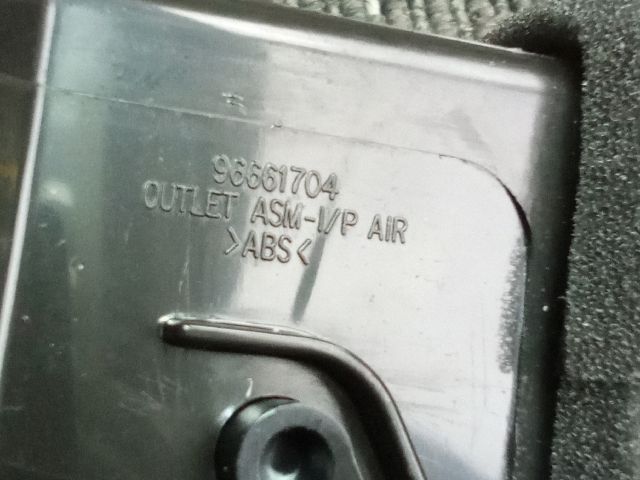 96661704
OUTLET ASM-I/P AIR
>ABS<